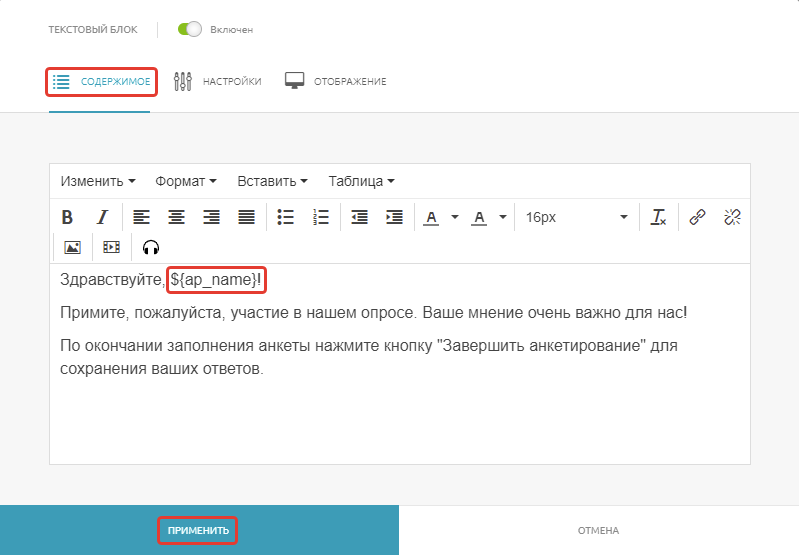 ТЕКСТОВЫЙ БЛОК Включен
СОДЕРЖИМОЕ НАСТРОЙКИ ОТОБРАЖЕНИЕ
Изменить Формат Вставить Таблица
B I A A 16px Tx
Здравствуйте, ${ap_name}!
Примите, пожалуйста, участие в нашем опросе. Ваше мнение очень важно для нас!
По окончании заполнения анкеты нажмите кнопку "Завершить анкетирование" для
сохранения ваших ответов.
ПРИМЕНИТЬ ОТМЕНА